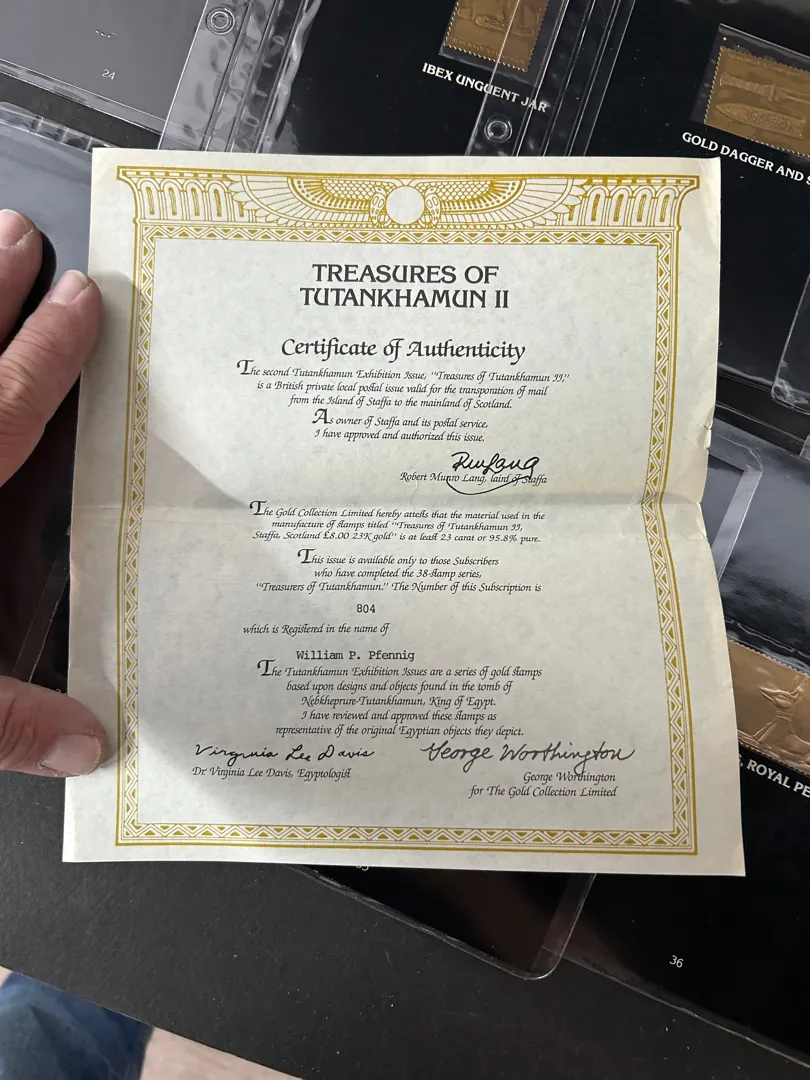 24
IBEX UNGUENT JAR
GOLD DAGGER AND S
TREASURES OF
TUTANKHAMUN II
Certificate of Authenticity
The second Tutankhamun Exhibition Issue, "Treasures of Tutankhamun II,"
is a British private local postal issue valid for the transporation of mail
from the Island of Staffa to the mainland of Scotland.
As owner of Staffa and its postal service,
I have approved and authorized this issue.
RMLang
Robert Munro Lang, laird of Staffa
The Gold Collection Limited hereby attests that the material used in the
manufacture of stamps titled "Treasures of Tutankhamun II,
Staffa, Scotland £8.00 23K gold" is at least 23 carat or 95.8% pure.
This issue is available only to those Subscribers
who have completed the 38-stamp series,
"Treasurers of Tutankhamun." The Number of this Subscription is
804
which is Registered in the name of
William P. Pfennig
The Tutankhamun Exhibition Issues are a series of gold stamps
based upon designs and objects found in the tomb of
Nebkheprure-Tutankhamun, King of Egypt.
I have reviewed and approved these stamps as
representative of the original Egyptian objects they depict.
Virginia Lee Davis George Worthington
Dr. Virginia Lee Davis, Egyptologist George Worthington
for The Gold Collection Limited
ROYAL PE
36